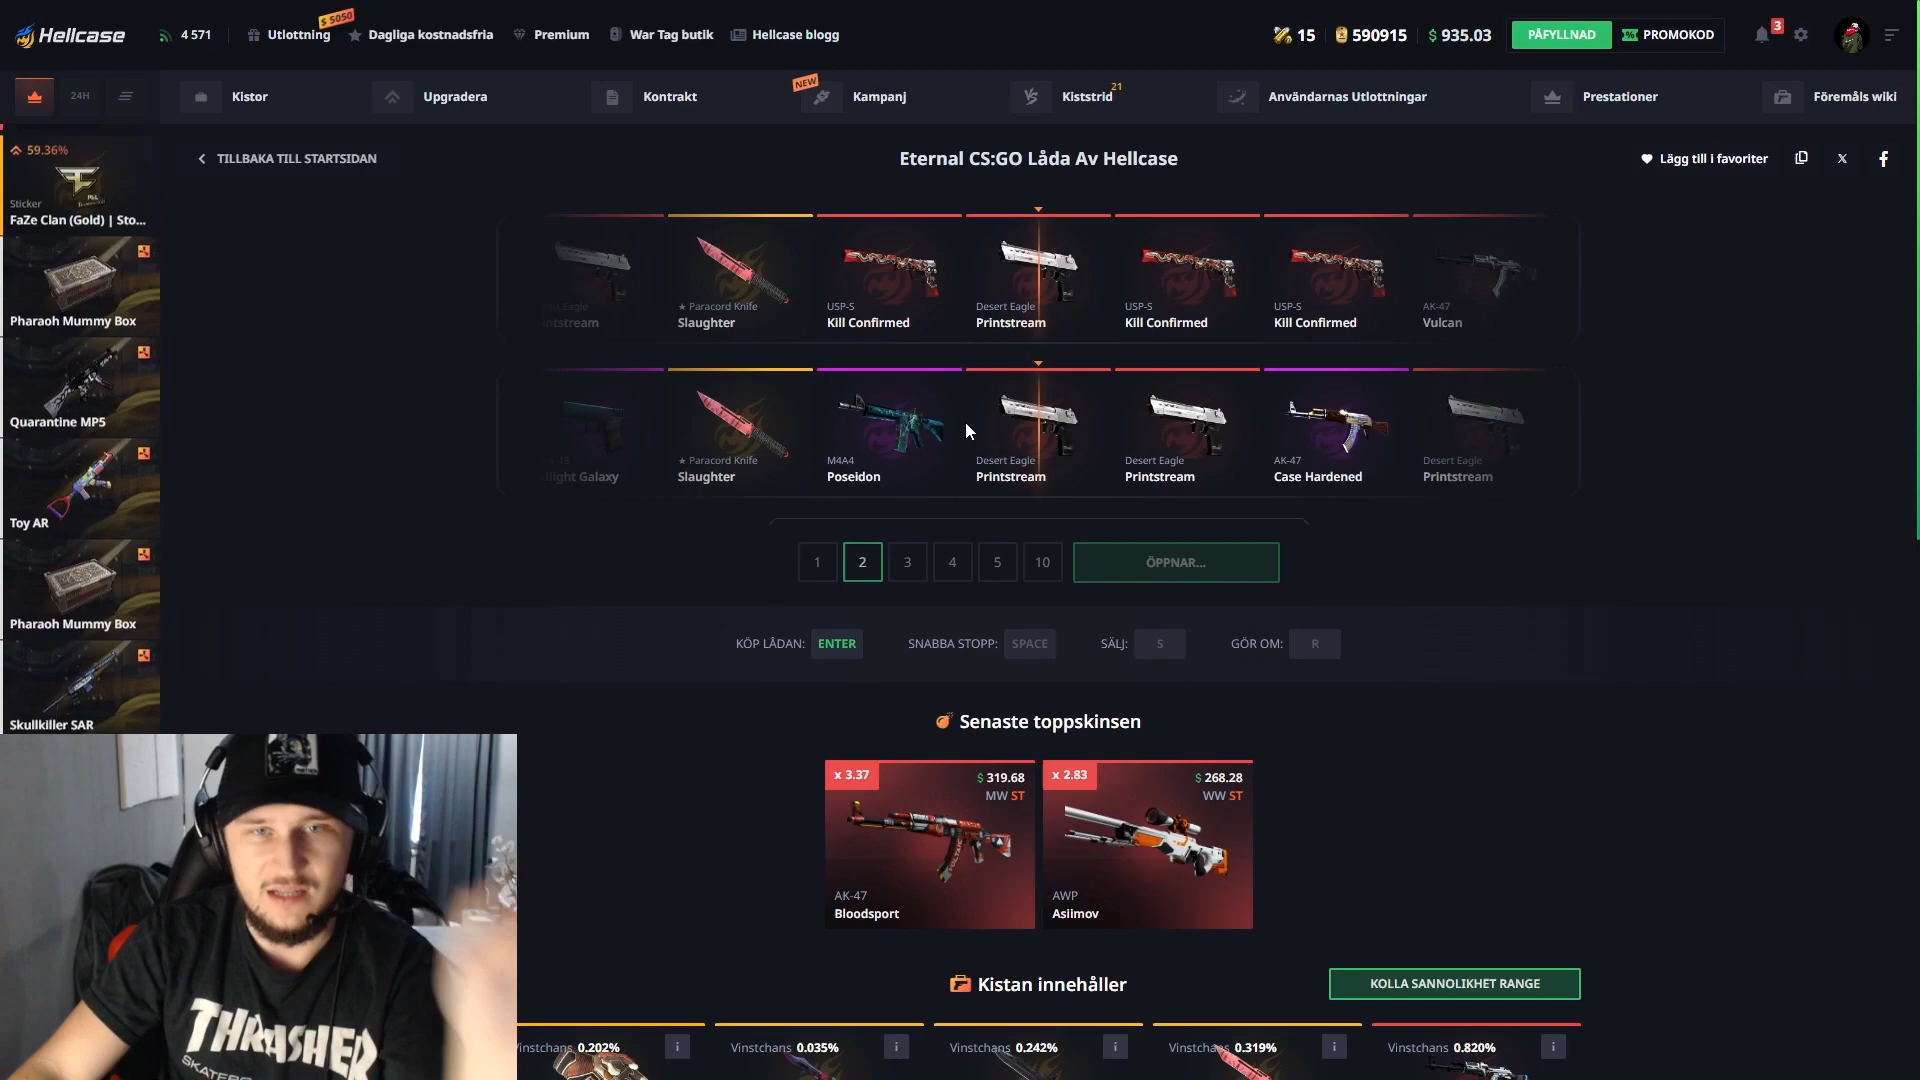 Hellcase
4 571
Utlottning
$ 5050
Dagliga kostnadsfria
Premium
War Tag butik
Hellcase blogg
15
590915
$ 935.03
PÅFYLLNAD
PROMOKOD
3
24H
Kistor
Upgradera
Kontrakt
NEW
Kampanj
Kiststrid
21
Användarnas Utlottningar
Prestationer
Föremåls wiki
59.36%
Sticker
FaZe Clan (Gold) | Sto...
Pharaoh Mummy Box
Quarantine MP5
Toy AR
Pharaoh Mummy Box
Skullkiller SAR
TILLBAKA TILL STARTSIDAN
Eternal CS:GO Låda Av Hellcase
Lägg till i favoriter
Eagle
ntstream
★ Paracord Knife
Slaughter
USP-S
Kill Confirmed
Desert Eagle
Printstream
USP-S
Kill Confirmed
USP-S
Kill Confirmed
AK-47
Vulcan
light Galaxy
★ Paracord Knife
Slaughter
M4A4
Poseidon
Desert Eagle
Printstream
Desert Eagle
Printstream
AK-47
Case Hardened
Desert Eagle
Printstream
1 2 3 4 5 10
ÖPPNAR...
KÖP LÅDAN: ENTER
SNABBA STOPP: SPACE
SÄLJ: S
GÖR OM: R
Senaste toppskinsen
x 3.37
$ 319.68
MW ST
AK-47
Bloodsport
x 2.83
$ 268.28
WW ST
AWP
Asiimov
Kistan innehåller
KOLLA SANNOLIKHET RANGE
Vinstchans 0.202%
Vinstchans 0.035%
Vinstchans 0.242%
Vinstchans 0.319%
Vinstchans 0.820%
THRASHER